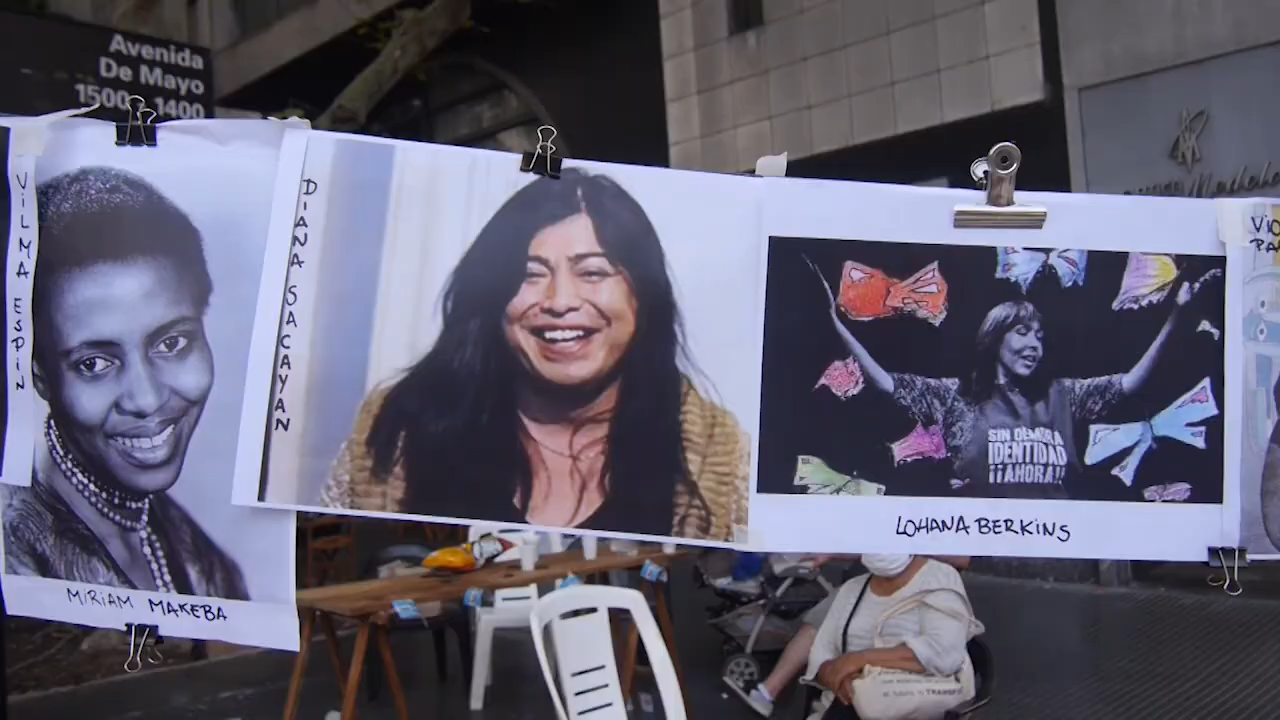 Avenida
De Mayo
1500 1400
VILMA ESPIN
MIRIAM MAKEBA
DIANA SACAYAN
SIN DEMORA
IDENTIDAD
¡¡AHORA!!
LOHANA BERKINS